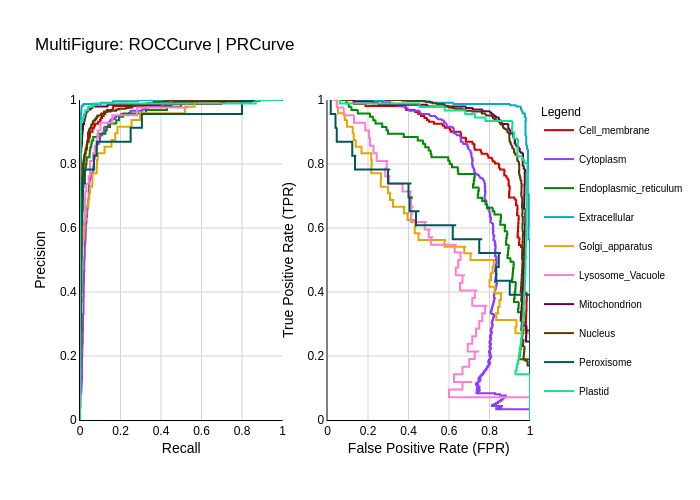 MultiFigure: ROCCurve | PRCurve
Precision
1
0.8
0.6
0.4
0.2
0
0 0.2 0.4 0.6 0.8 1
Recall
True Positive Rate (TPR)
1
0.8
0.6
0.4
0.2
0
0 0.2 0.4 0.6 0.8 1
False Positive Rate (FPR)
Legend
Cell_membrane
Cytoplasm
Endoplasmic_reticulum
Extracellular
Golgi_apparatus
Lysosome_Vacuole
Mitochondrion
Nucleus
Peroxisome
Plastid